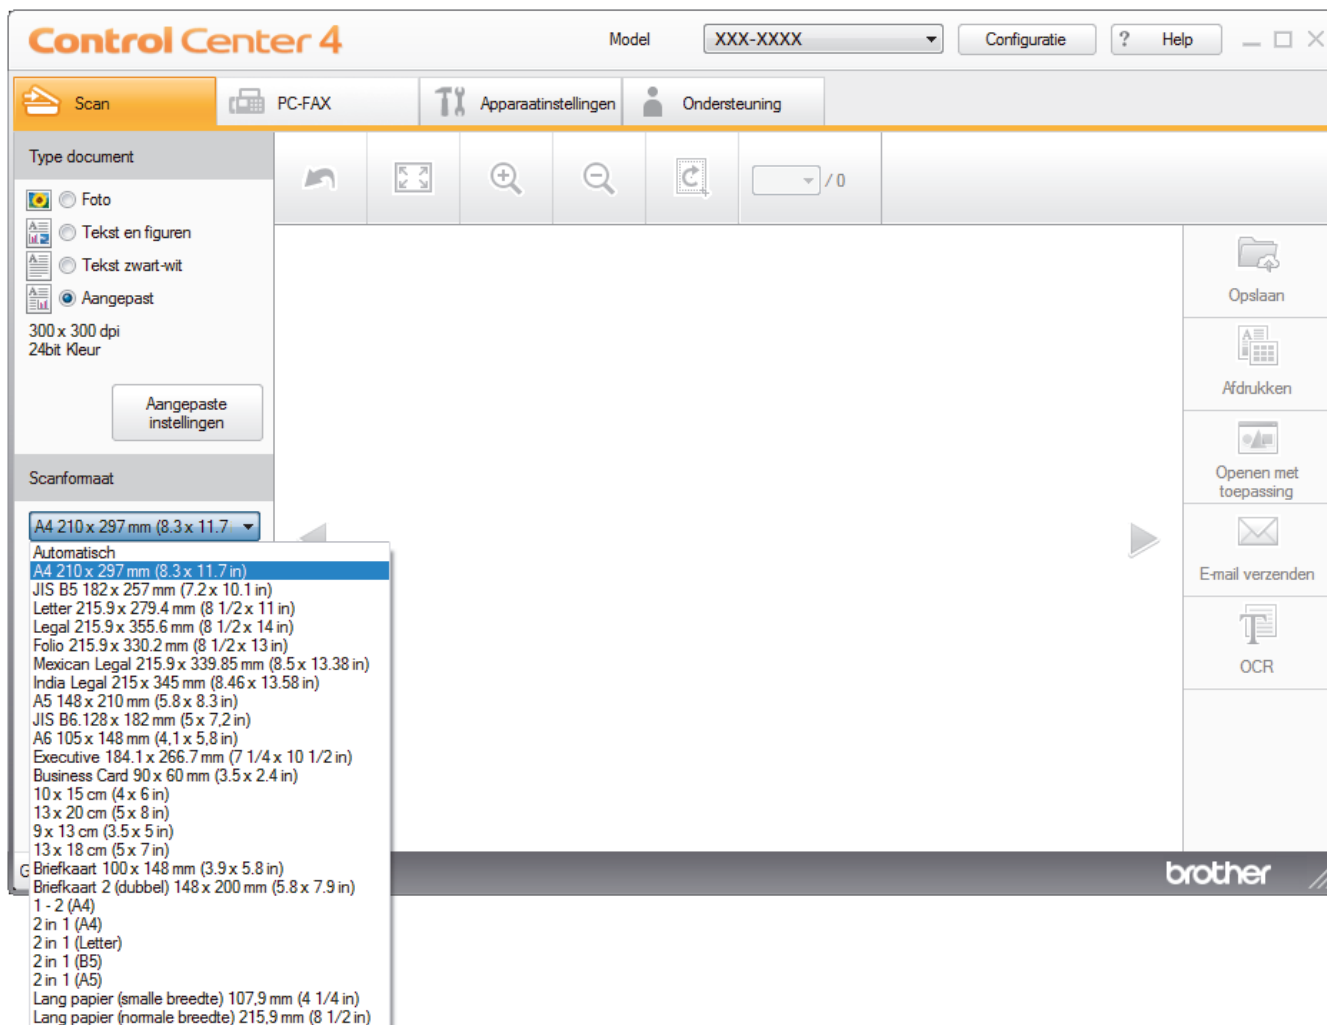 Control Center 4
Model
XXX-XXXX
Configuratie
? Help
Scan
PC-FAX
Apparaatinstellingen
Ondersteuning
Type document
Foto
Tekst en figuren
Tekst zwart-wit
Aangepast
300 x 300 dpi
24bit Kleur
Aangepaste
instellingen
/ 0
Opslaan
Afdrukken
Openen met
toepassing
E-mail verzenden
OCR
Scanformaat
A4 210 x 297 mm (8.3 x 11.7
Automatisch
A4 210 x 297 mm (8.3 x 11.7 in)
JIS B5 182 x 257 mm (7.2 x 10.1 in)
Letter 215.9 x 279.4 mm (8 1/2 x 11 in)
Legal 215.9 x 355.6 mm (8 1/2 x 14 in)
Folio 215.9 x 330.2 mm (8 1/2 x 13 in)
Mexican Legal 215.9 x 339.85 mm (8.5 x 13.38 in)
India Legal 215 x 345 mm (8.46 x 13.58 in)
A5 148 x 210 mm (5.8 x 8.3 in)
JIS B6.128 x 182 mm (5 x 7,2 in)
A6 105 x 148 mm (4,1 x 5,8 in)
Executive 184.1 x 266.7 mm (7 1/4 x 10 1/2 in)
Business Card 90 x 60 mm (3.5 x 2.4 in)
10 x 15 cm (4 x 6 in)
13 x 20 cm (5 x 8 in)
9 x 13 cm (3.5 x 5 in)
13 x 18 cm (5 x 7 in)
Briefkaart 100 x 148 mm (3.9 x 5.8 in)
Briefkaart 2 (dubbel) 148 x 200 mm (5.8 x 7.9 in)
1 - 2 (A4)
2 in 1 (A4)
2 in 1 (Letter)
2 in 1 (B5)
2 in 1 (A5)
Lang papier (smalle breedte) 107,9 mm (4 1/4 in)
Lang papier (normale breedte) 215,9 mm (8 1/2 in)
brother